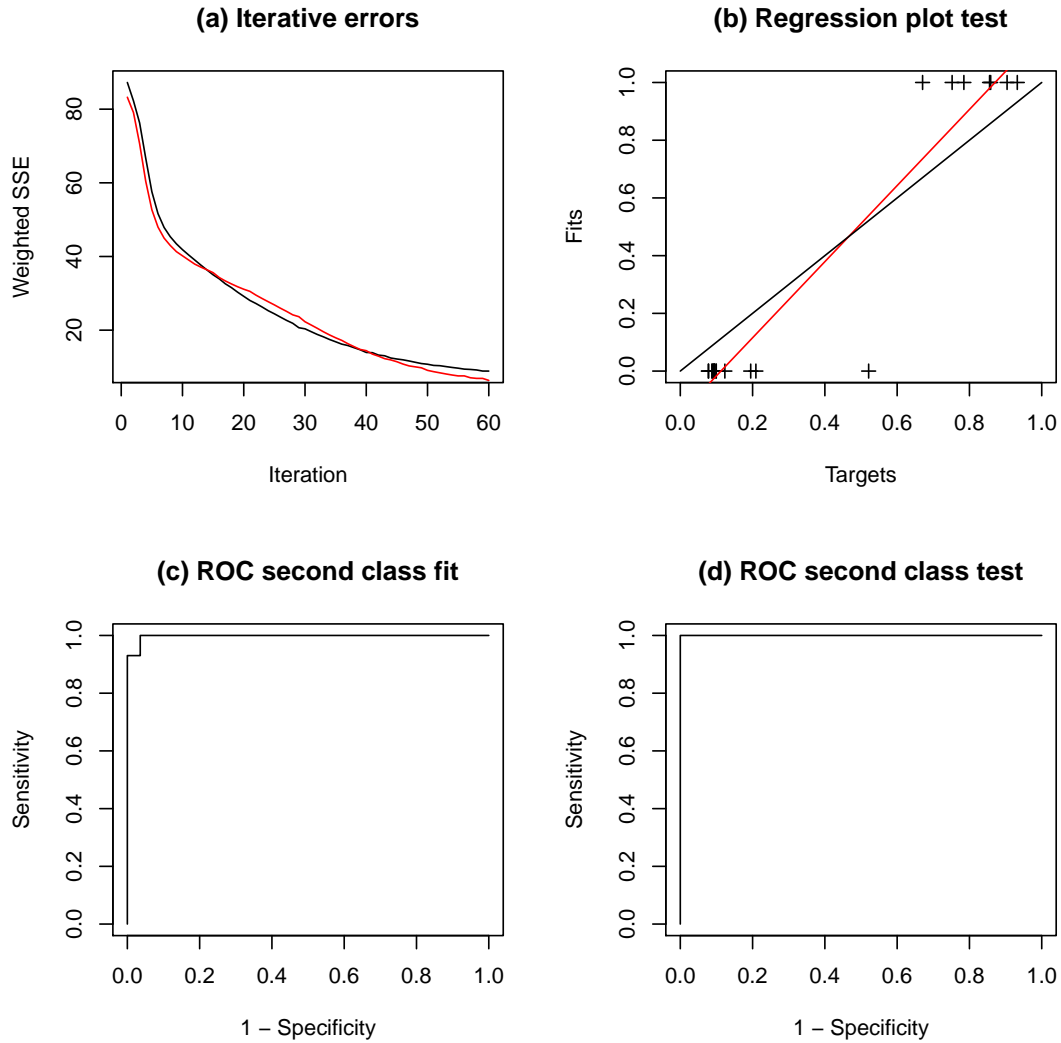 (a) Iterative errors
Weighted SSE
20 40 60 80
0 10 20 30 40 50 60
Iteration
(b) Regression plot test
Fits
0.0 0.2 0.4 0.6 0.8 1.0
0.0 0.2 0.4 0.6 0.8 1.0
Targets
(c) ROC second class fit
Sensitivity
0.0 0.2 0.4 0.6 0.8 1.0
0.0 0.2 0.4 0.6 0.8 1.0
1 − Specificity
(d) ROC second class test
Sensitivity
0.0 0.2 0.4 0.6 0.8 1.0
0.0 0.2 0.4 0.6 0.8 1.0
1 − Specificity